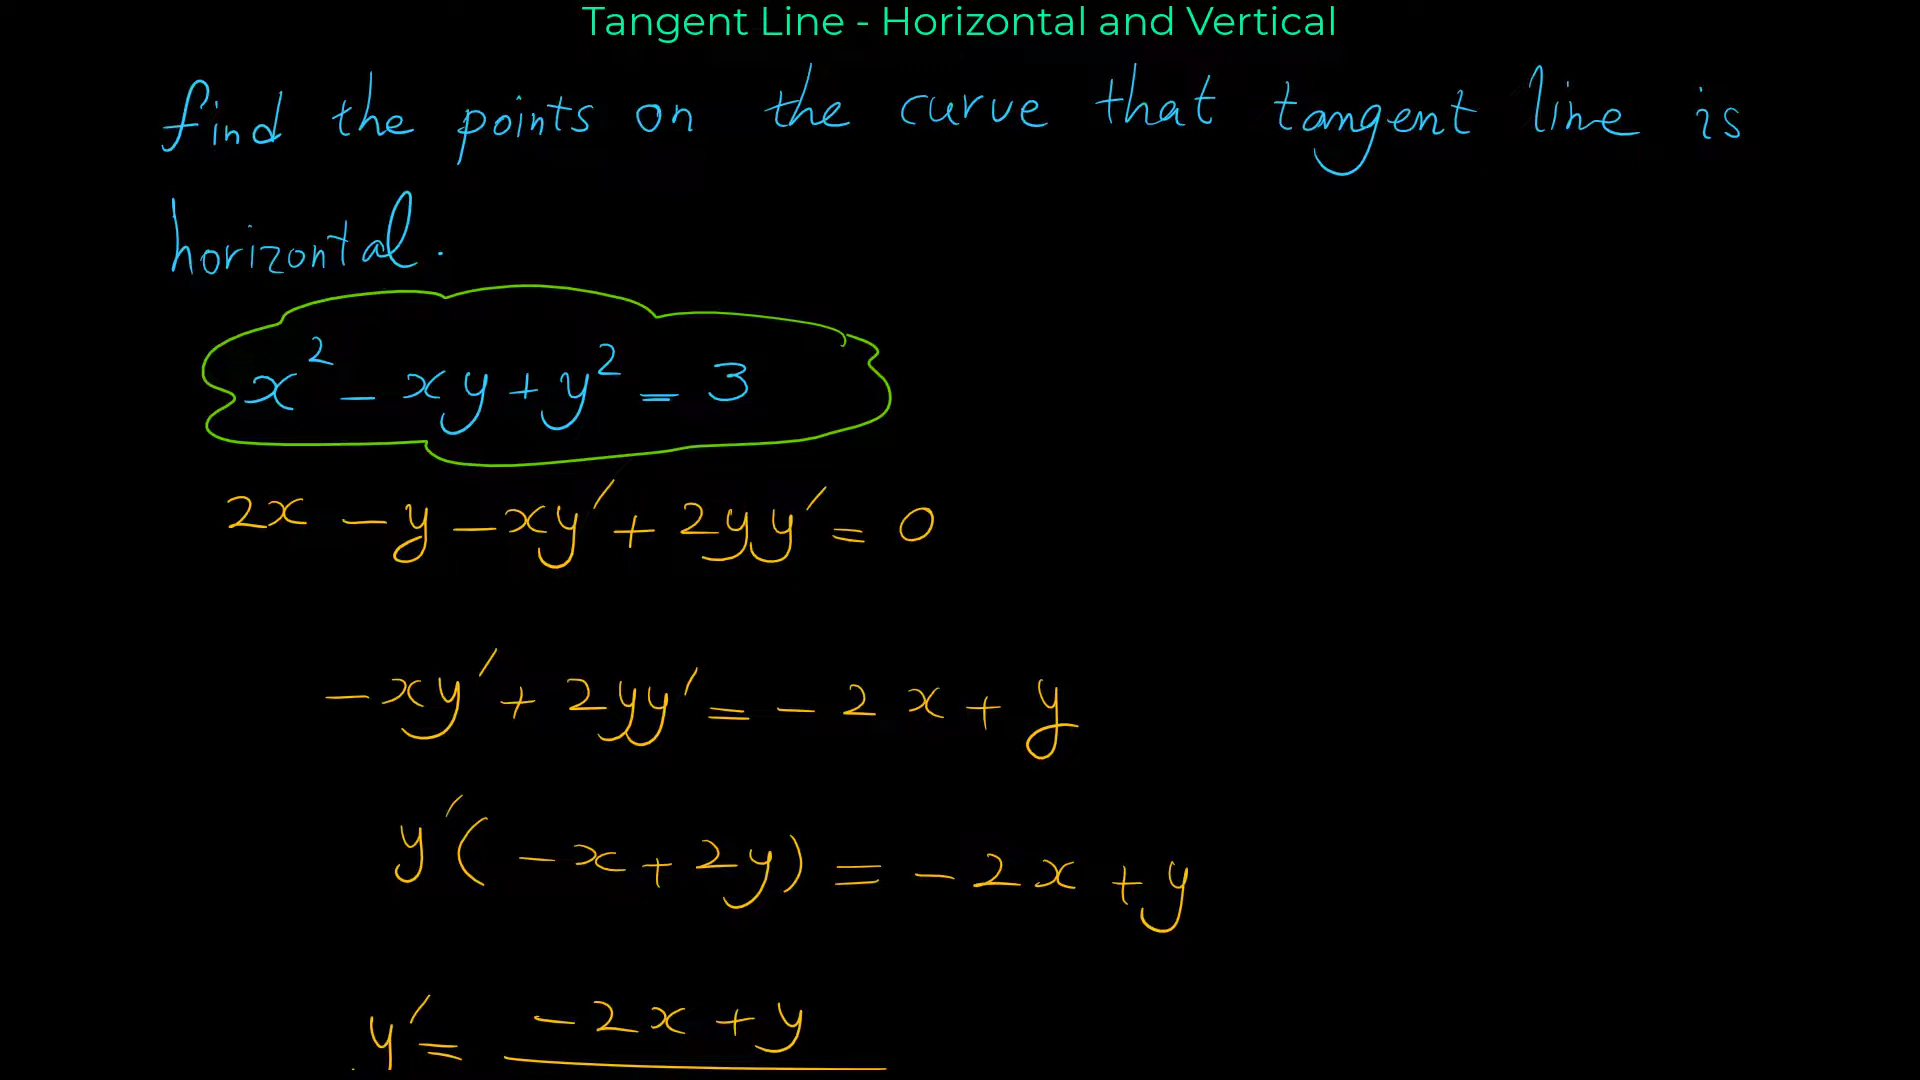 Tangent Line - Horizontal and Vertical
find the points on the curve that tangent line is
horizontal.
x² - xy + y² = 3
2x - y - xy' + 2yy' = 0
-xy' + 2yy' = -2x + y
y'(-x + 2y) = -2x + y
y' = -2x + y